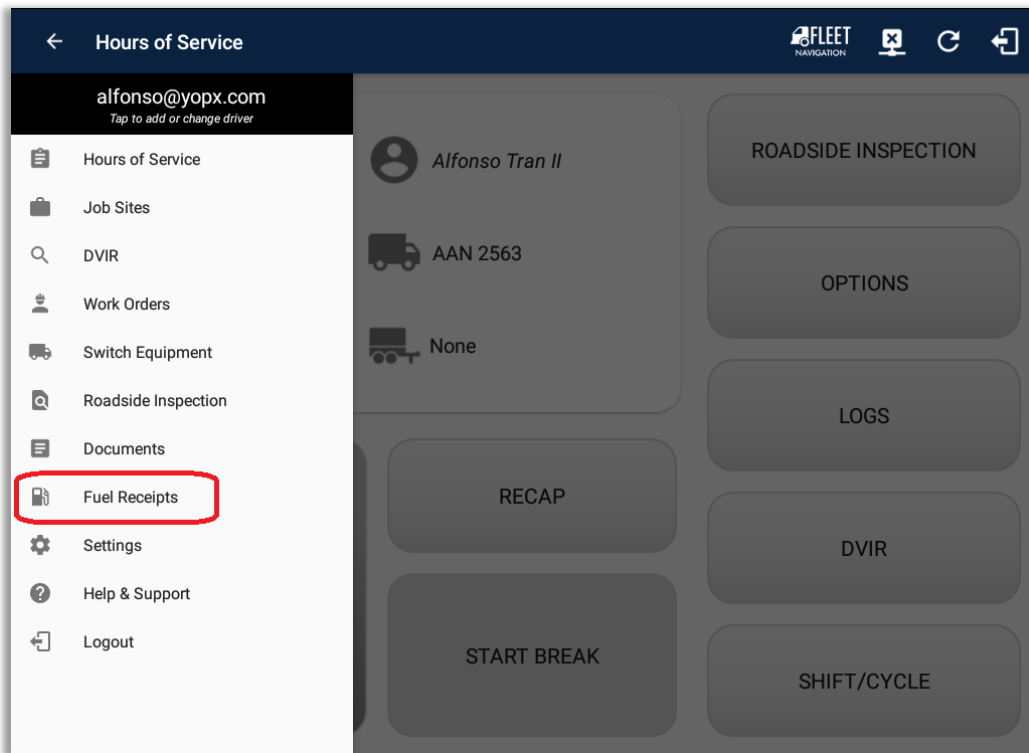 Hours of Service
FLEET
NAVIGATION
alfonso@yopx.com
Tap to add or change driver
Hours of Service
Job Sites
DVIR
Work Orders
Switch Equipment
Roadside Inspection
Documents
Fuel Receipts
Settings
Help & Support
Logout
Alfonso Tran II
AAN 2563
None
RECAP
START BREAK
ROADSIDE INSPECTION
OPTIONS
LOGS
DVIR
SHIFT/CYCLE